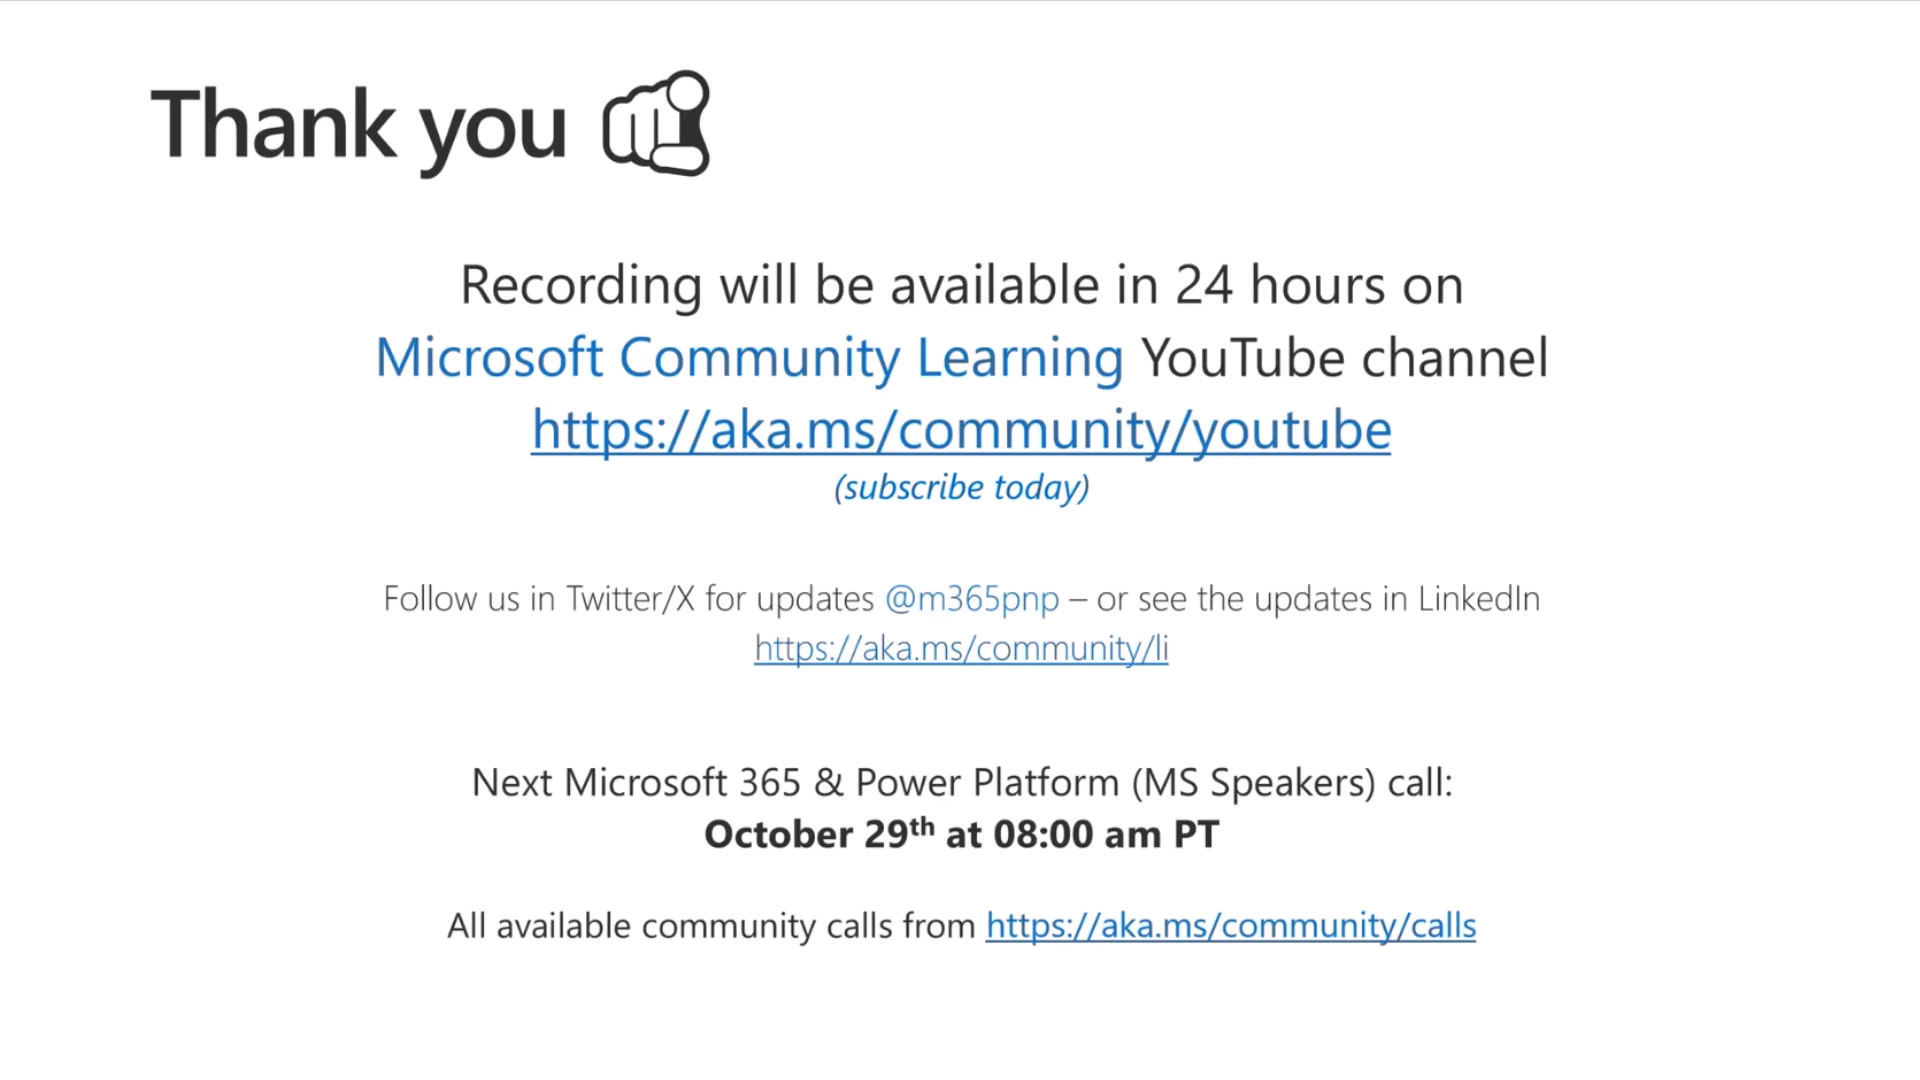 Thank you
Recording will be available in 24 hours on
Microsoft Community Learning YouTube channel
https://aka.ms/community/youtube
(subscribe today)
Follow us in Twitter/X for updates @m365pnp – or see the updates in LinkedIn
https://aka.ms/community/li
Next Microsoft 365 & Power Platform (MS Speakers) call:
October 29th at 08:00 am PT
All available community calls from https://aka.ms/community/calls